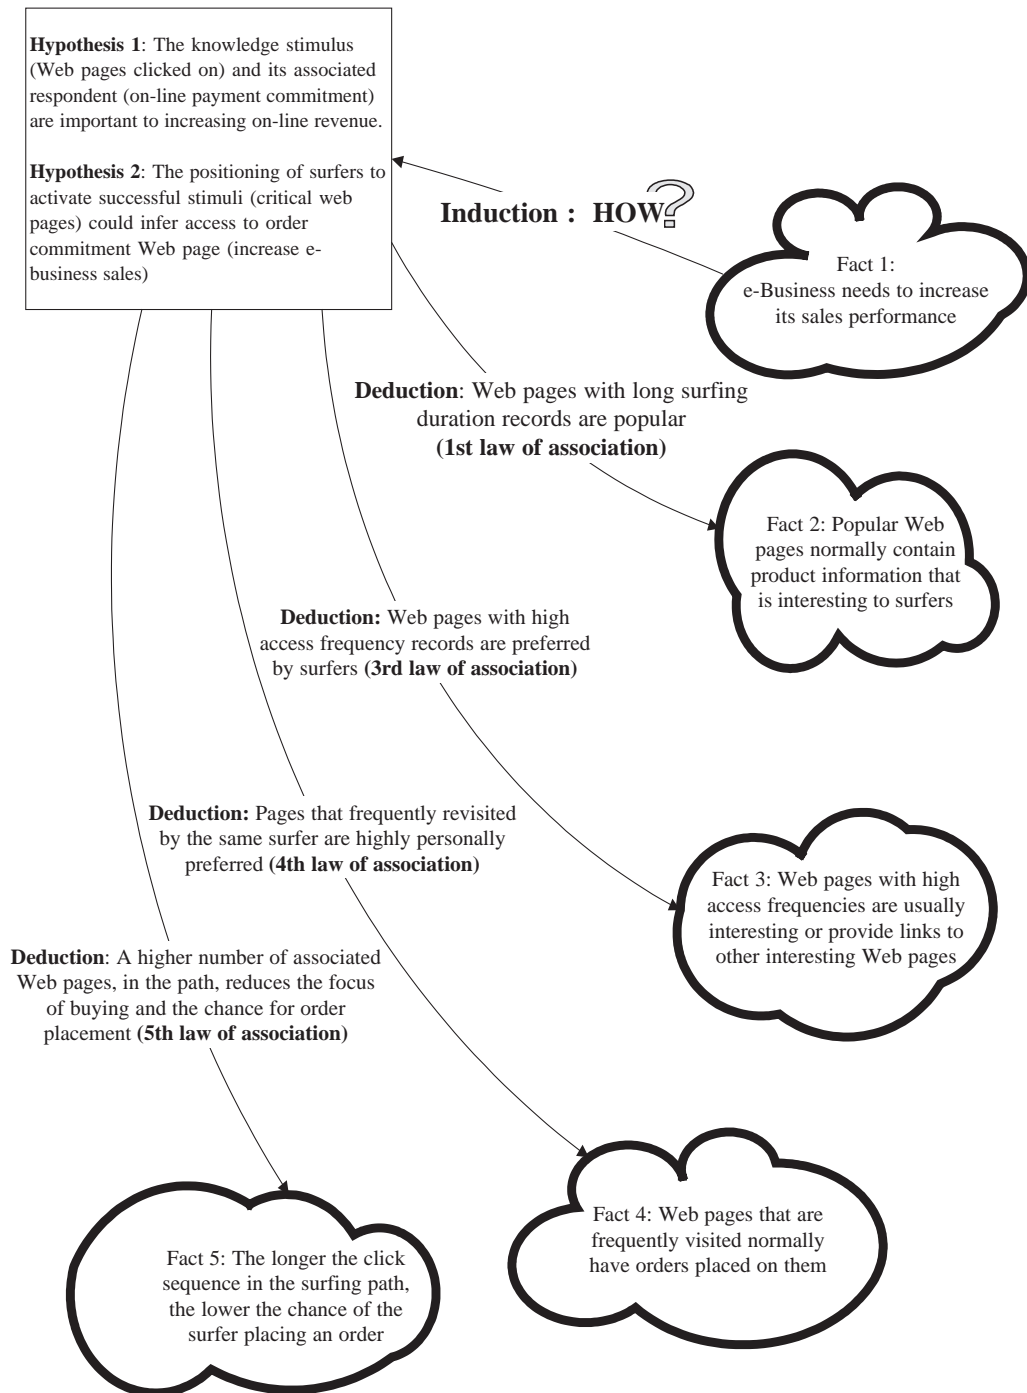 Hypothesis 1: The knowledge stimulus
(Web pages clicked on) and its associated
respondent (on-line payment commitment)
are important to increasing on-line revenue.
Hypothesis 2: The positioning of surfers to
activate successful stimuli (critical web
pages) could infer access to order
commitment Web page (increase e-
business sales)
Induction : HOW?
Fact 1:
e-Business needs to increase
its sales performance
Deduction: Web pages with long surfing
duration records are popular
(1st law of association)
Fact 2: Popular Web
pages normally contain
product information that
is interesting to surfers
Deduction: Web pages with high
access frequency records are preferred
by surfers (3rd law of association)
Deduction: Pages that frequently revisited
by the same surfer are highly personally
preferred (4th law of association)
Fact 3: Web pages with high
access frequencies are usually
interesting or provide links to
other interesting Web pages
Deduction: A higher number of associated
Web pages, in the path, reduces the focus
of buying and the chance for order
placement (5th law of association)
Fact 4: Web pages that are
frequently visited normally
have orders placed on them
Fact 5: The longer the click
sequence in the surfing path,
the lower the chance of the
surfer placing an order